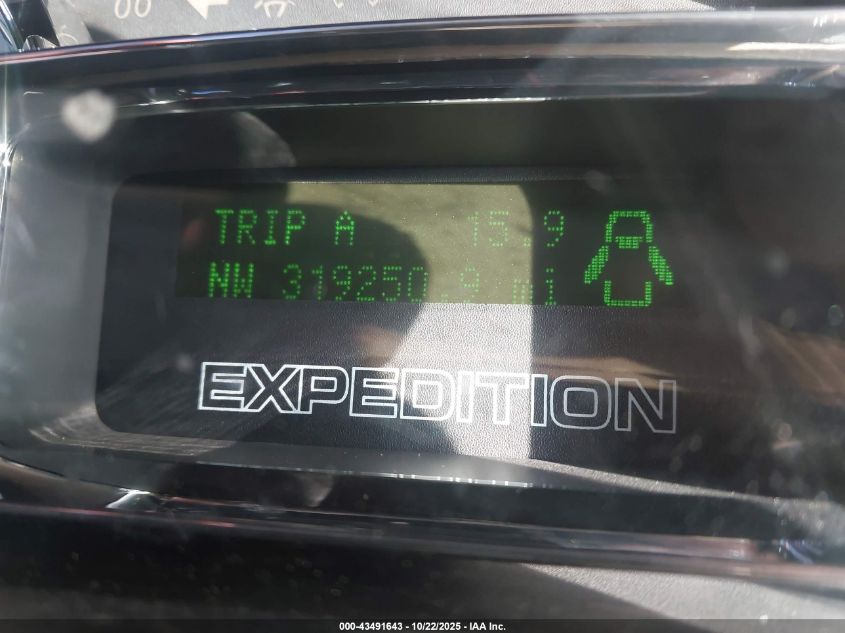 TRIP A 15.9
NW 319250.9 mi
EXPEDITION
000-43491643 - 10/22/2025 - IAA Inc.